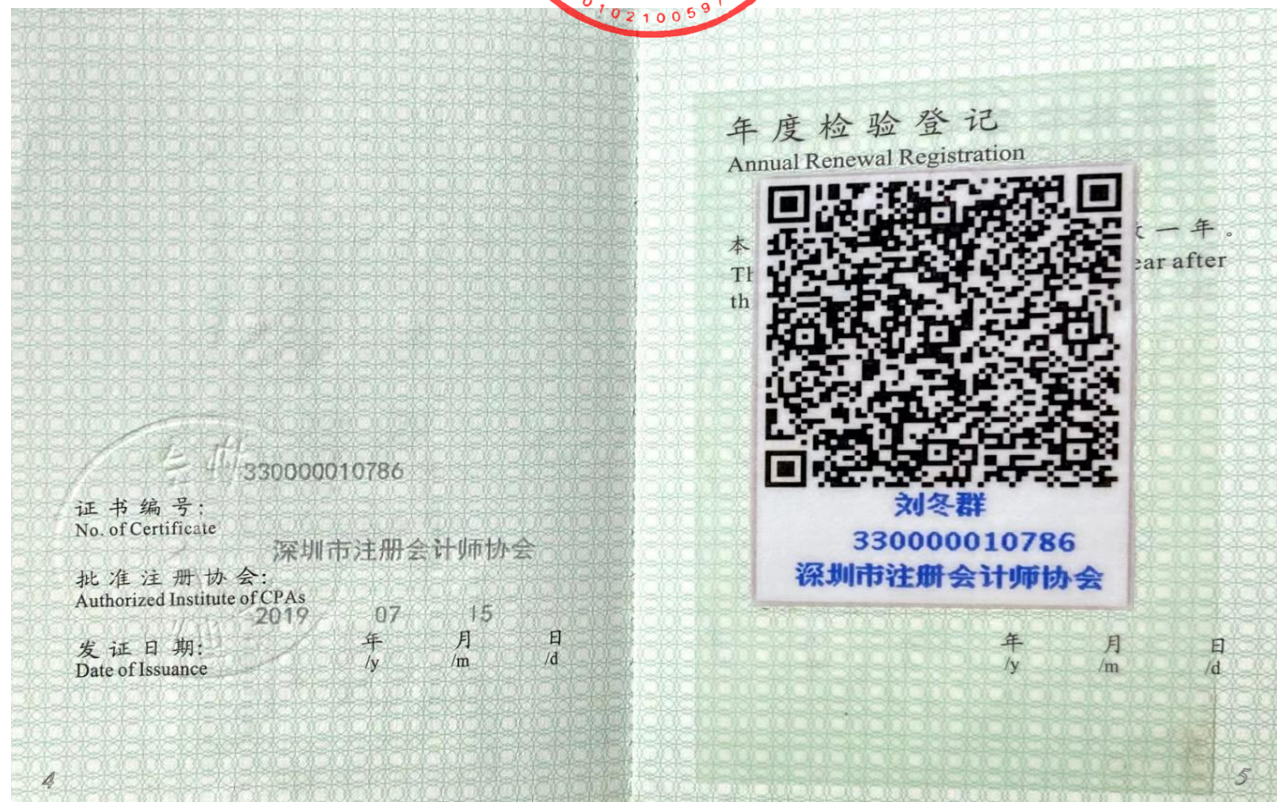 330000010786
证书编号:
No. of Certificate
深圳市注册会计师协会
批准注册协会:
Authorized Institute of CPAs
2019 07 15
发证日期: 年 月 日
Date of Issuance /y /m /d
4
年度检验登记
Annual Renewal Registration
本 一年。
ear after
th
刘冬群
330000010786
深圳市注册会计师协会
年 月 日
/y /m /d
5